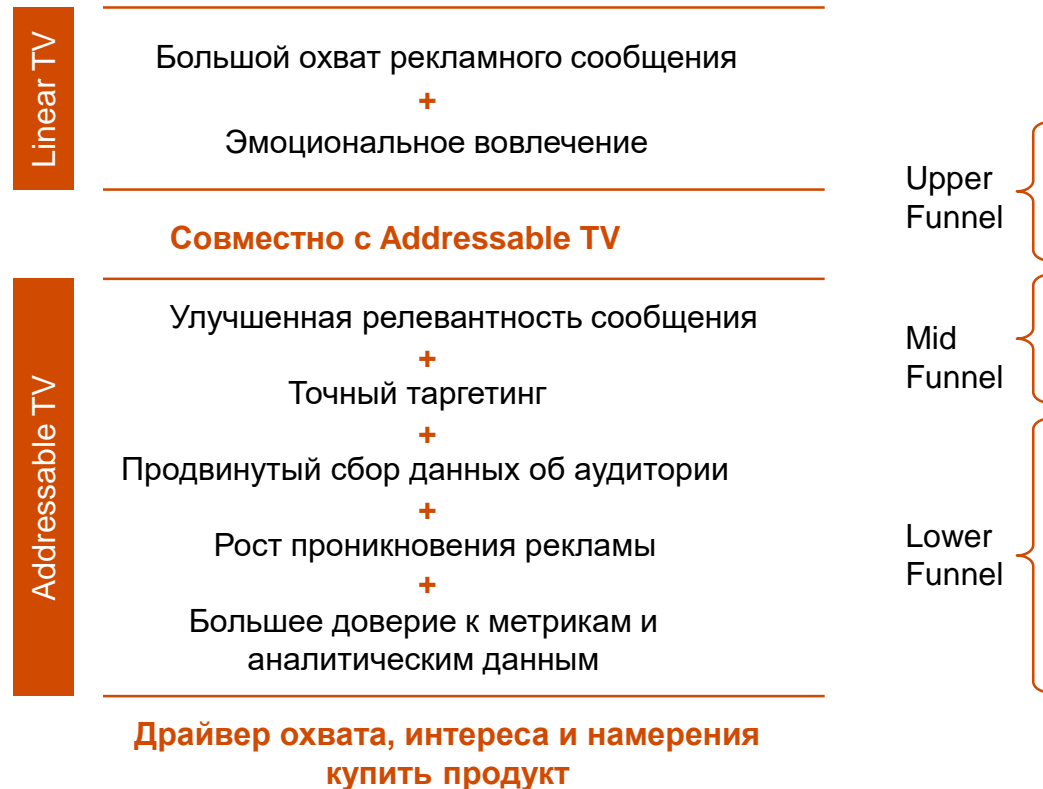 Linear TV
Большой охват рекламного сообщения
+
Эмоциональное вовлечение
Совместно с Addressable TV
Addressable TV
Улучшенная релевантность сообщения
+
Точный таргетинг
+
Продвинутый сбор данных об аудитории
+
Рост проникновения рекламы
+
Большее доверие к метрикам и
аналитическим данным
Драйвер охвата, интереса и намерения
купить продукт
Upper
Funnel
Mid
Funnel
Lower
Funnel